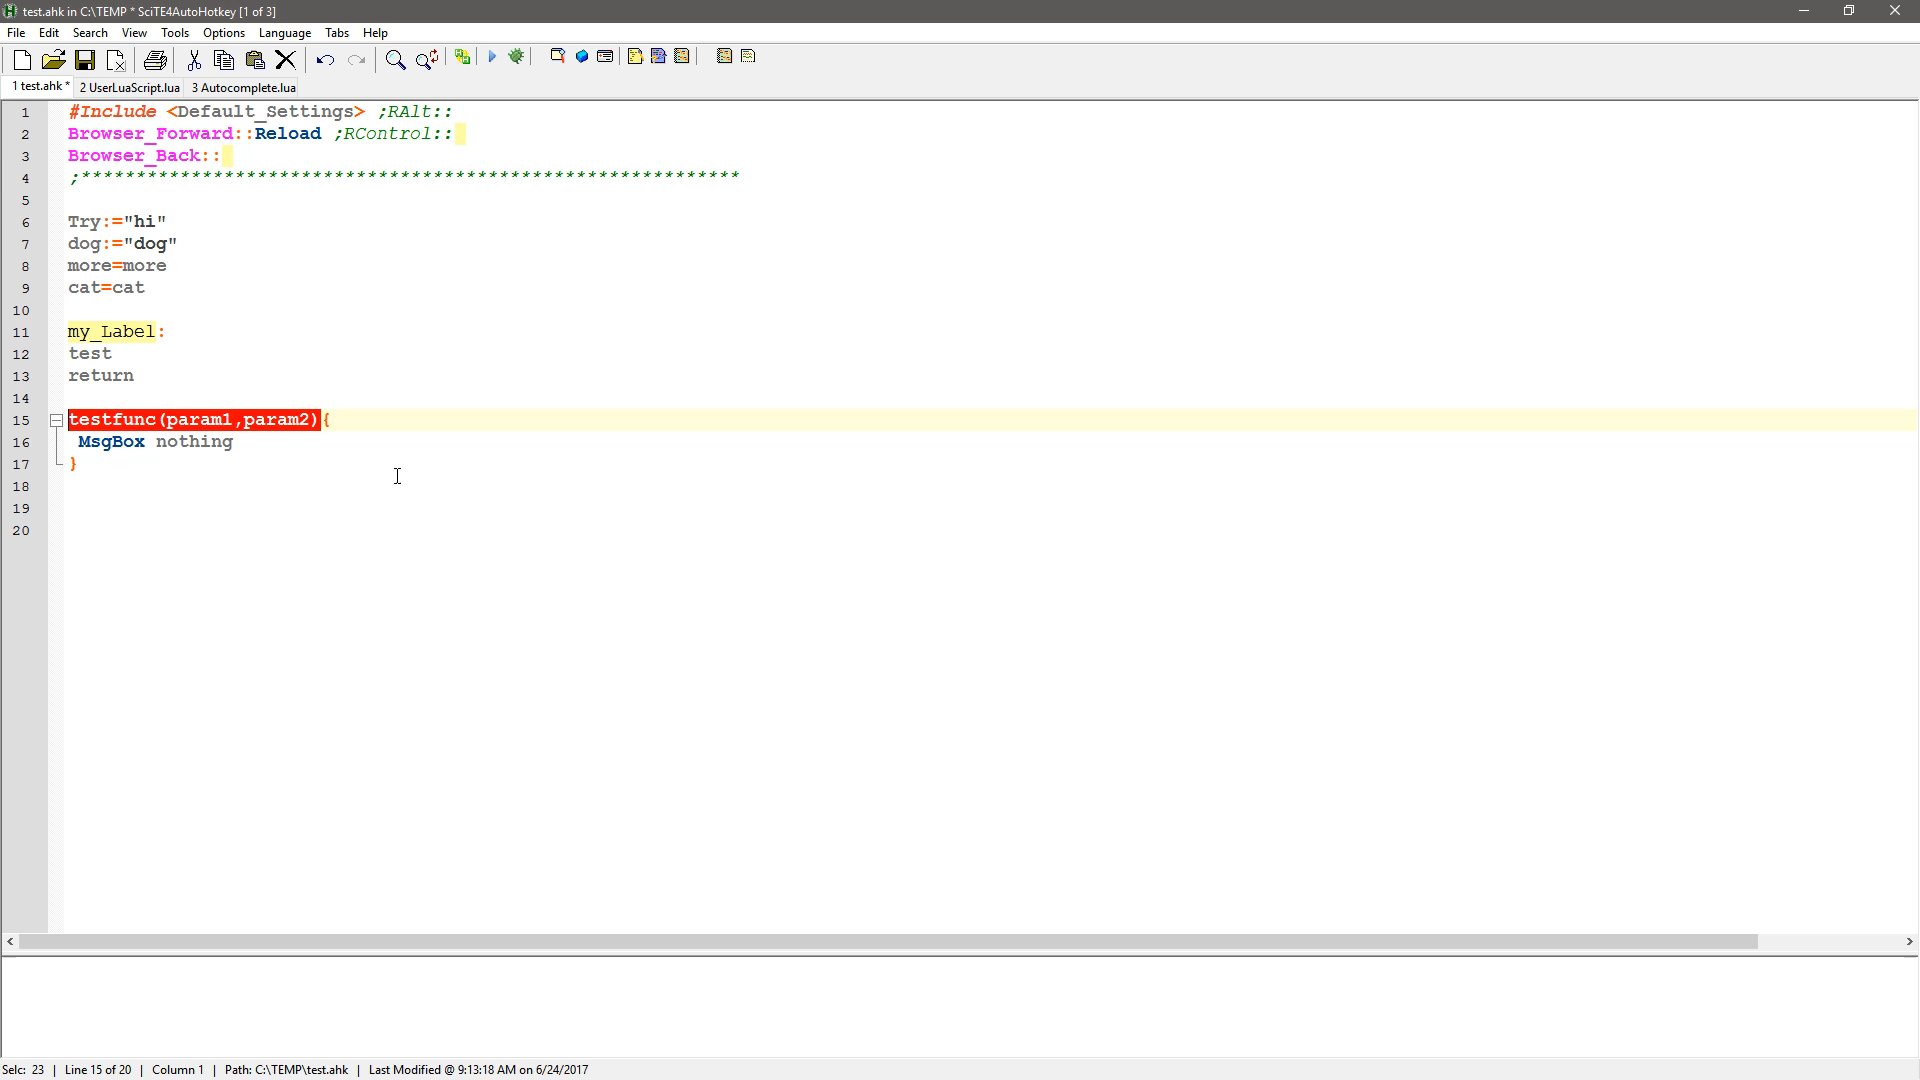 test.ahk in C:\TEMP * SciTE4AutoHotkey [1 of 3]
File Edit Search View Tools Options Language Tabs Help
1 test.ahk * 2 UserLuaScript.lua 3 Autocomplete.lua
1 #Include <Default_Settings> ;RAlt::
2 Browser_Forward::Reload ;RControl::
3 Browser_Back::
4 ;************************************************************
5
6 Try:="hi"
7 dog:="dog"
8 more=more
9 cat=cat
10
11 my_Label:
12 test
13 return
14
15 testfunc(param1,param2){
16 MsgBox nothing
17 }
18
19
20
Selc: 23 | Line 15 of 20 | Column 1 | Path: C:\TEMP\test.ahk | Last Modified @ 9:13:18 AM on 6/24/2017